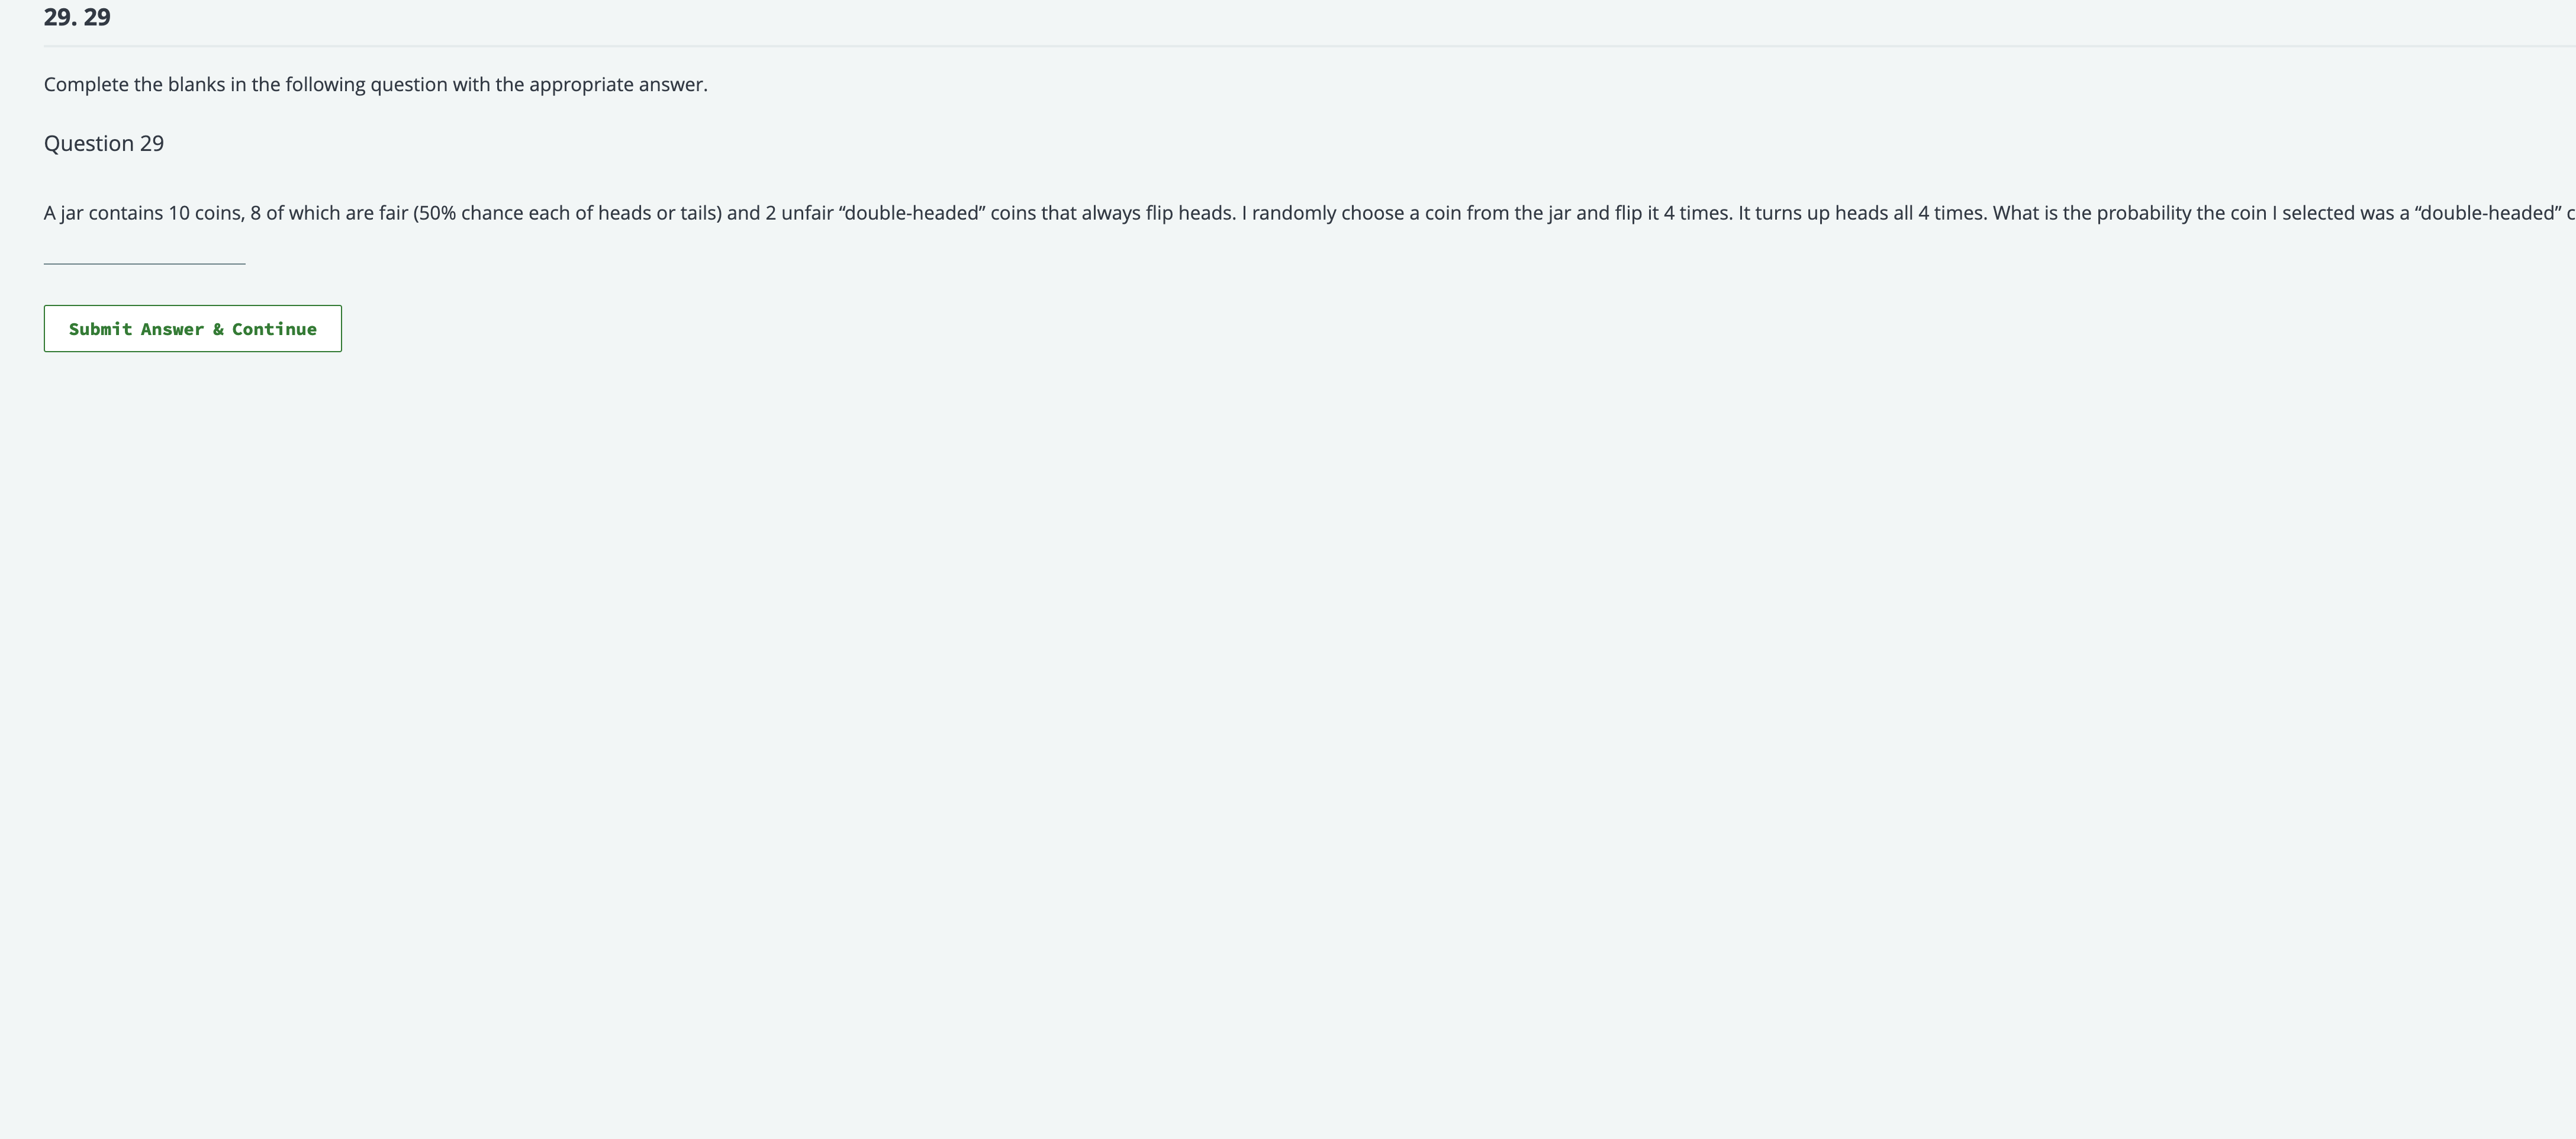 29. 29
Complete the blanks in the following question with the appropriate answer.
Question 29
A jar contains 10 coins, 8 of which are fair (50% chance each of heads or tails) and 2 unfair “double-headed” coins that always flip heads. I randomly choose a coin from the jar and flip it 4 times. It turns up heads all 4 times. What is the probability the coin I selected was a “double-headed”
Submit Answer & Continue